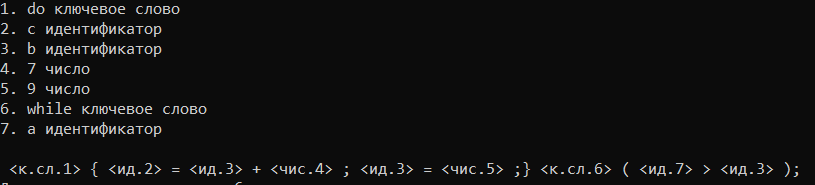 1. do ключевое слово
2. c идентификатор
3. b идентификатор
4. 7 число
5. 9 число
6. while ключевое слово
7. a идентификатор
<к.сл.1> { <ид.2> = <ид.3> + <чис.4> ; <ид.3> = <чис.5> ;} <к.сл.6> ( <ид.7> > <ид.3> );